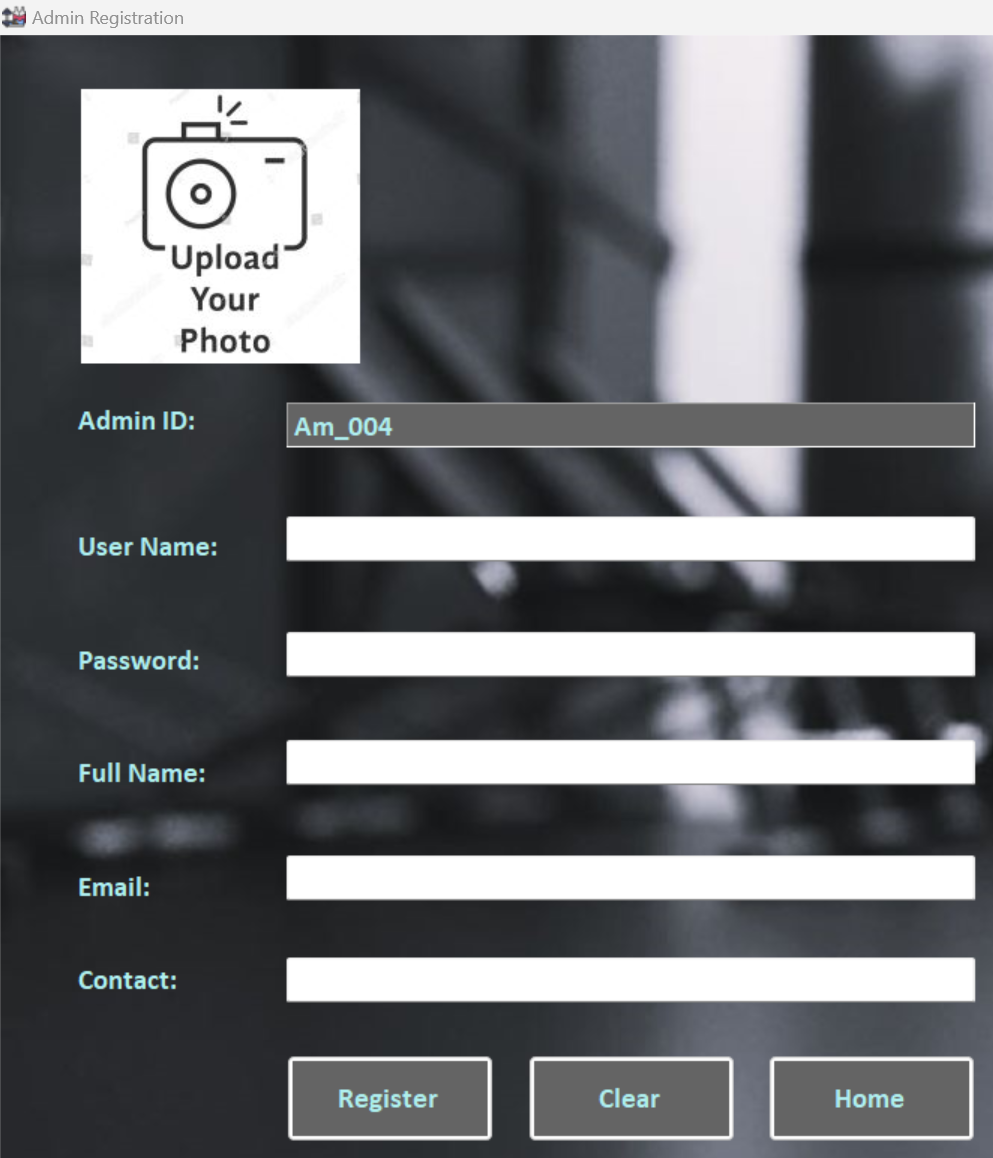 Admin Registration
Upload
Your
Photo
Admin ID:
Am_004
User Name:
Password:
Full Name:
Email:
Contact:
Register
Clear
Home